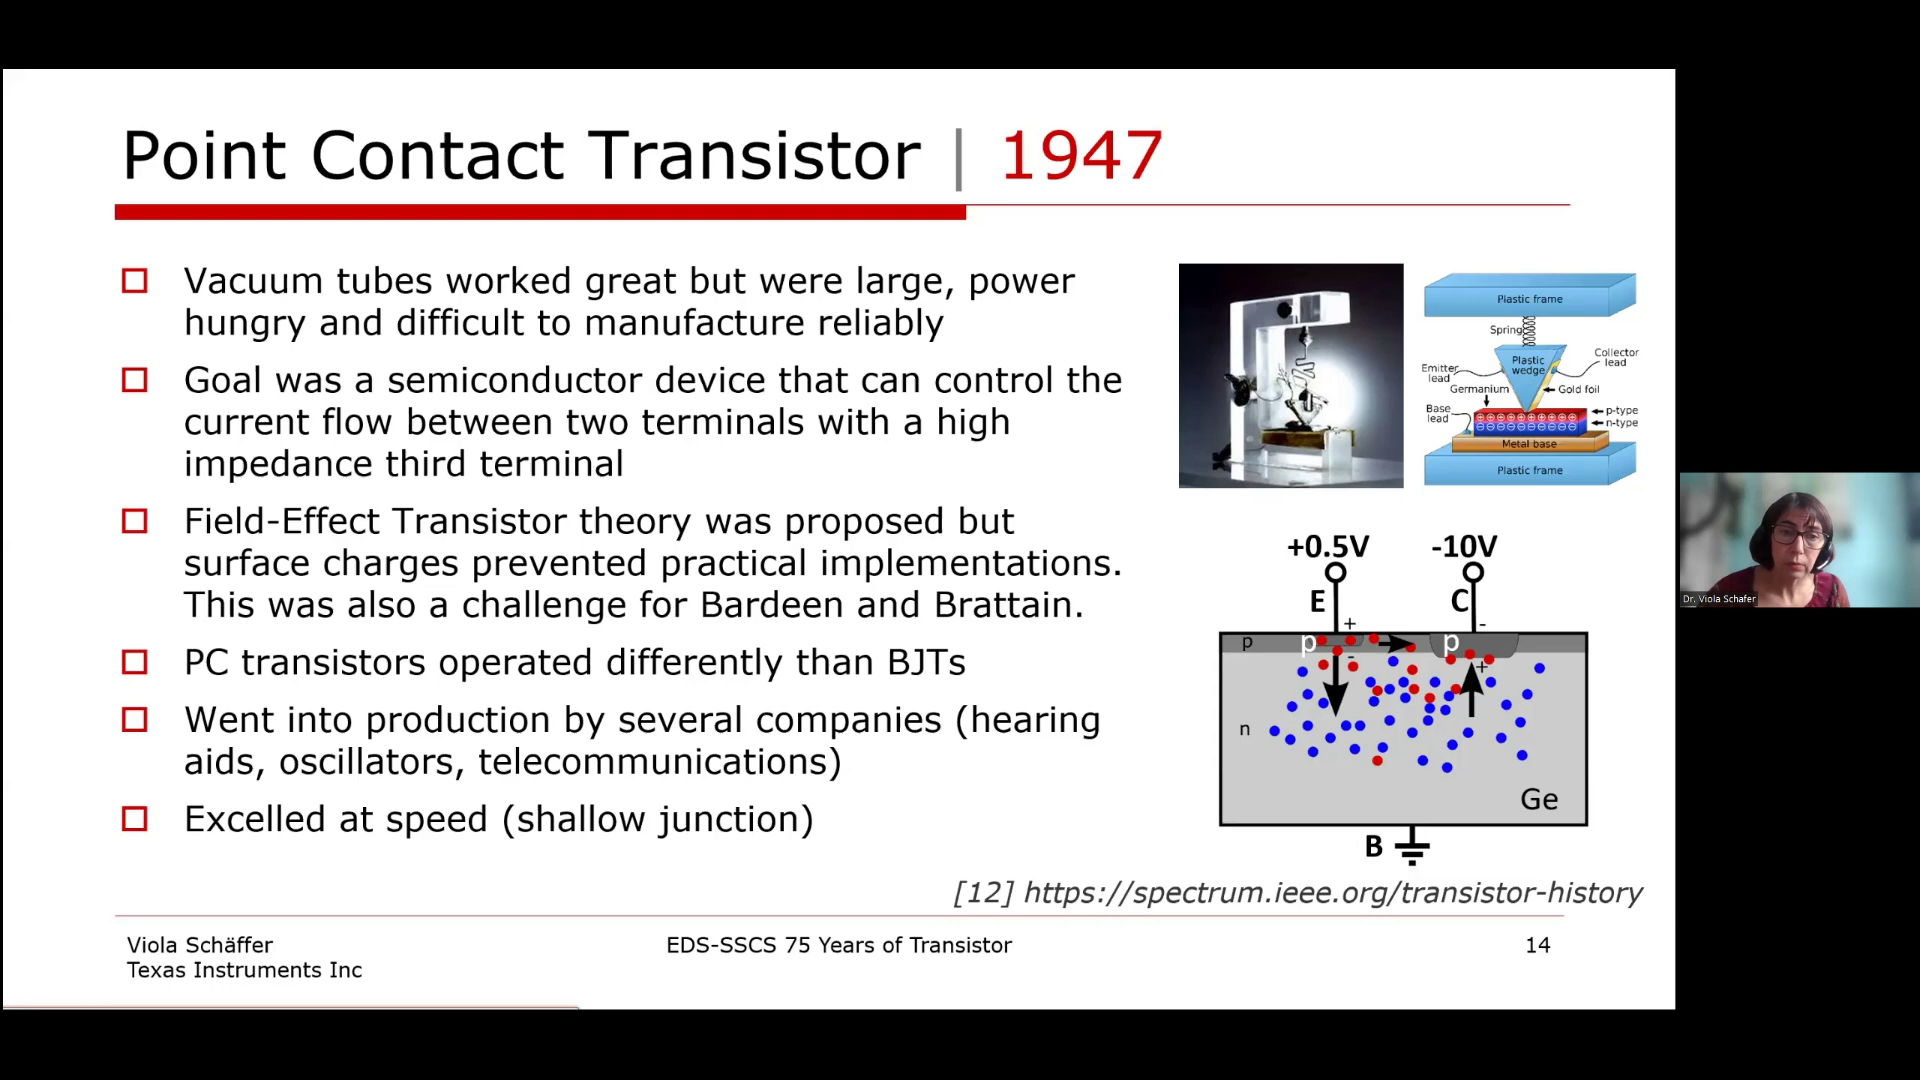 Point Contact Transistor | 1947
Vacuum tubes worked great but were large, power
hungry and difficult to manufacture reliably
Goal was a semiconductor device that can control the
current flow between two terminals with a high
impedance third terminal
Field-Effect Transistor theory was proposed but
surface charges prevented practical implementations.
This was also a challenge for Bardeen and Brattain.
PC transistors operated differently than BJTs
Went into production by several companies (hearing
aids, oscillators, telecommunications)
Excelled at speed (shallow junction)
Plastic frame
Spring
Plastic
wedge
Collector
lead
Emitter
lead
Germanium
Gold foil
Base
lead
p-type
n-type
Metal base
Plastic frame
+0.5V
-10V
E
C
+
-
p
p
p
-
+
n
Ge
B
[12] https://spectrum.ieee.org/transistor-history
Viola Schäffer
Texas Instruments Inc
EDS-SSCS 75 Years of Transistor
14
Dr. Viola Schafer